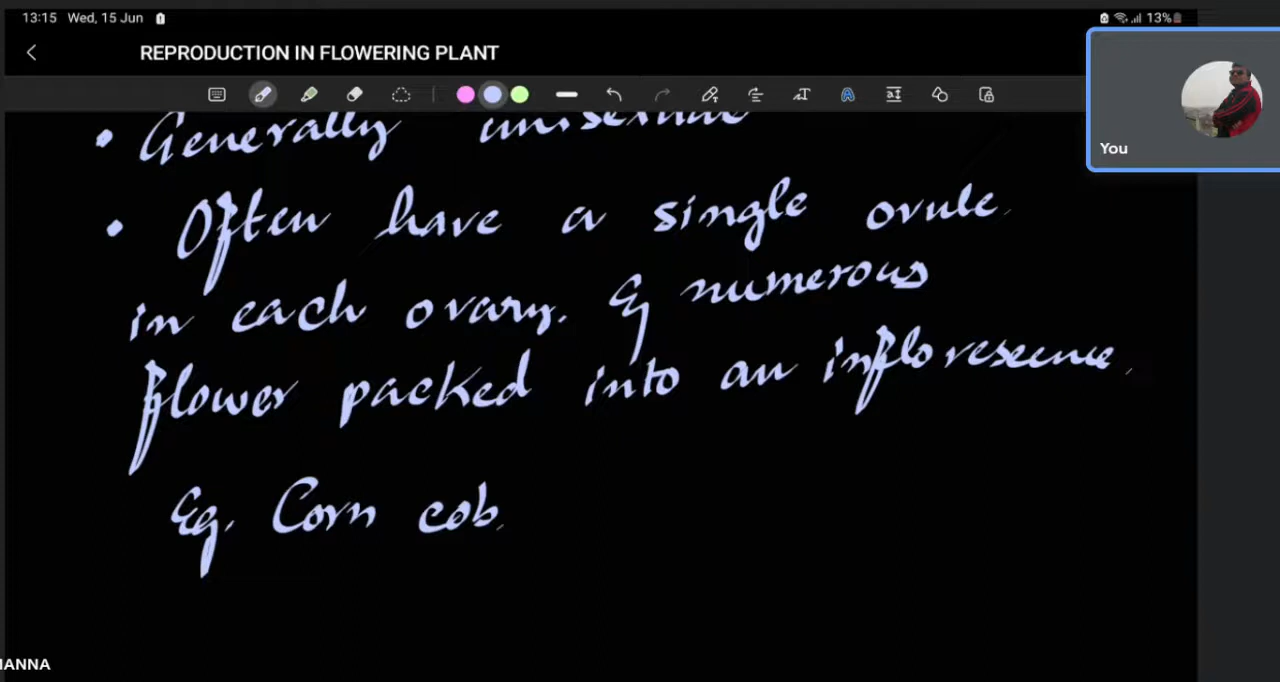 13:15 Wed, 15 Jun
13%
REPRODUCTION IN FLOWERING PLANT
You
• Generally unisexual
• Often have a single ovule
in each ovary. & numerous
flower packed into an infloresecence.
Eg. Corn cob
IANNA